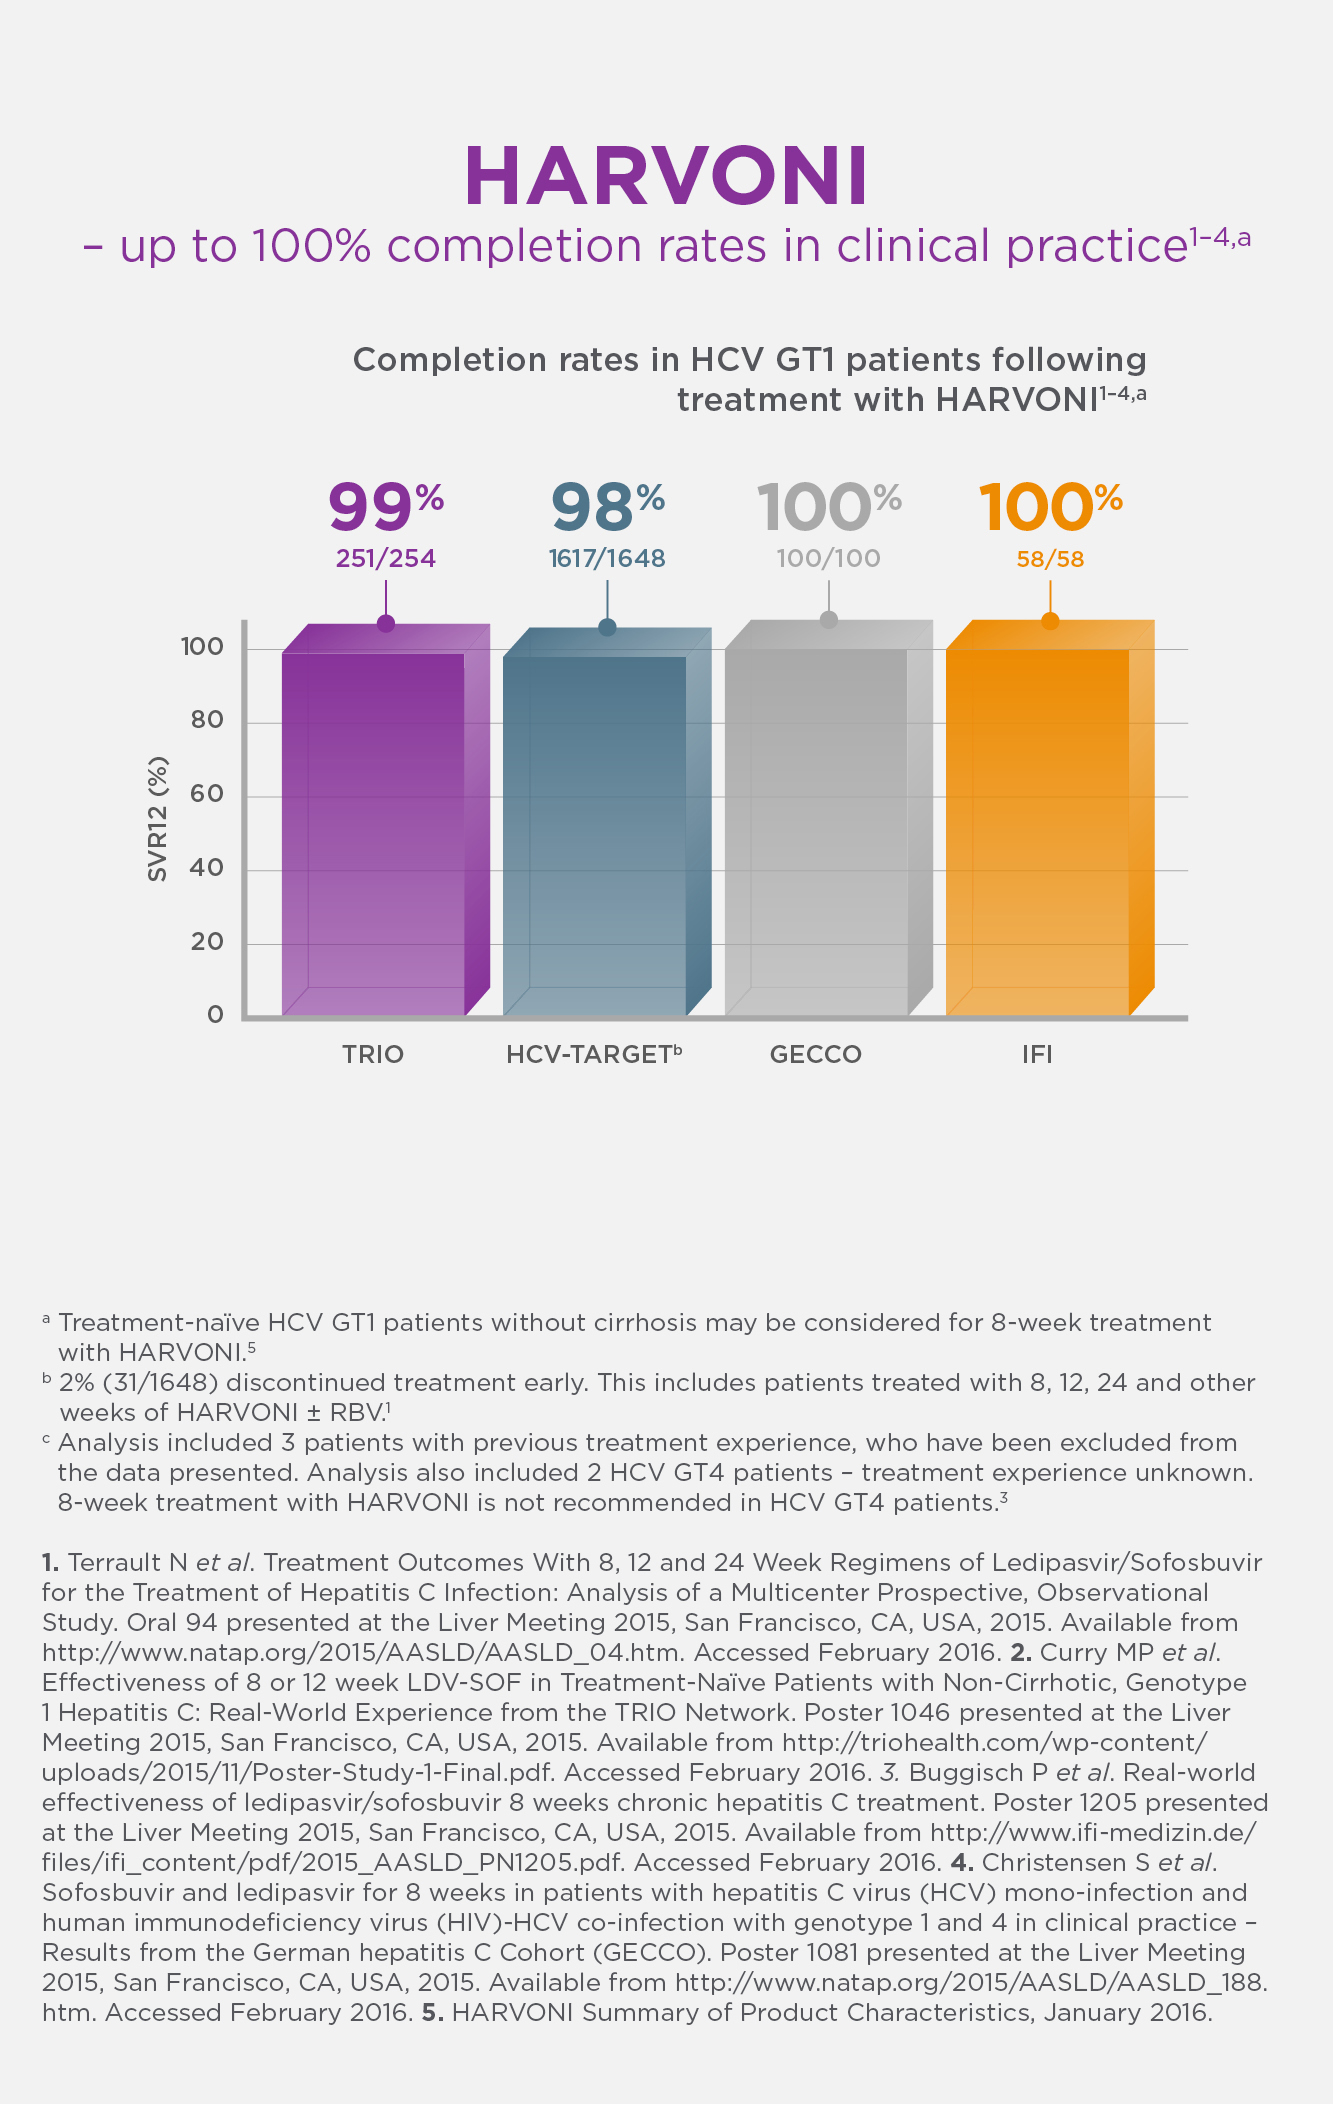 HARVONI
– up to 100% completion rates in clinical practice1–4,a
Completion rates in HCV GT1 patients following
treatment with HARVONI1–4,a
99% 98% 100% 100%
251/254 1617/1648 100/100 58/58
100
80
60
40
20
0
SVR12 (%)
TRIO HCV-TARGETb GECCO IFI
a Treatment-naïve HCV GT1 patients without cirrhosis may be considered for 8-week treatment
with HARVONI.5
b 2% (31/1648) discontinued treatment early. This includes patients treated with 8, 12, 24 and other
weeks of HARVONI ± RBV.1
c Analysis included 3 patients with previous treatment experience, who have been excluded from
the data presented. Analysis also included 2 HCV GT4 patients – treatment experience unknown.
8-week treatment with HARVONI is not recommended in HCV GT4 patients.3
1. Terrault N et al. Treatment Outcomes With 8, 12 and 24 Week Regimens of Ledipasvir/Sofosbuvir
for the Treatment of Hepatitis C Infection: Analysis of a Multicenter Prospective, Observational
Study. Oral 94 presented at the Liver Meeting 2015, San Francisco, CA, USA, 2015. Available from
http://www.natap.org/2015/AASLD/AASLD_04.htm. Accessed February 2016. 2. Curry MP et al.
Effectiveness of 8 or 12 week LDV-SOF in Treatment-Naïve Patients with Non-Cirrhotic, Genotype
1 Hepatitis C: Real-World Experience from the TRIO Network. Poster 1046 presented at the Liver
Meeting 2015, San Francisco, CA, USA, 2015. Available from http://triohealth.com/wp-content/
uploads/2015/11/Poster-Study-1-Final.pdf. Accessed February 2016. 3. Buggisch P et al. Real-world
effectiveness of ledipasvir/sofosbuvir 8 weeks chronic hepatitis C treatment. Poster 1205 presented
at the Liver Meeting 2015, San Francisco, CA, USA, 2015. Available from http://www.ifi-medizin.de/
files/ifi_content/pdf/2015_AASLD_PN1205.pdf. Accessed February 2016. 4. Christensen S et al.
Sofosbuvir and ledipasvir for 8 weeks in patients with hepatitis C virus (HCV) mono-infection and
human immunodeficiency virus (HIV)-HCV co-infection with genotype 1 and 4 in clinical practice –
Results from the German hepatitis C Cohort (GECCO). Poster 1081 presented at the Liver Meeting
2015, San Francisco, CA, USA, 2015. Available from http://www.natap.org/2015/AASLD/AASLD_188.
htm. Accessed February 2016. 5. HARVONI Summary of Product Characteristics, January 2016.